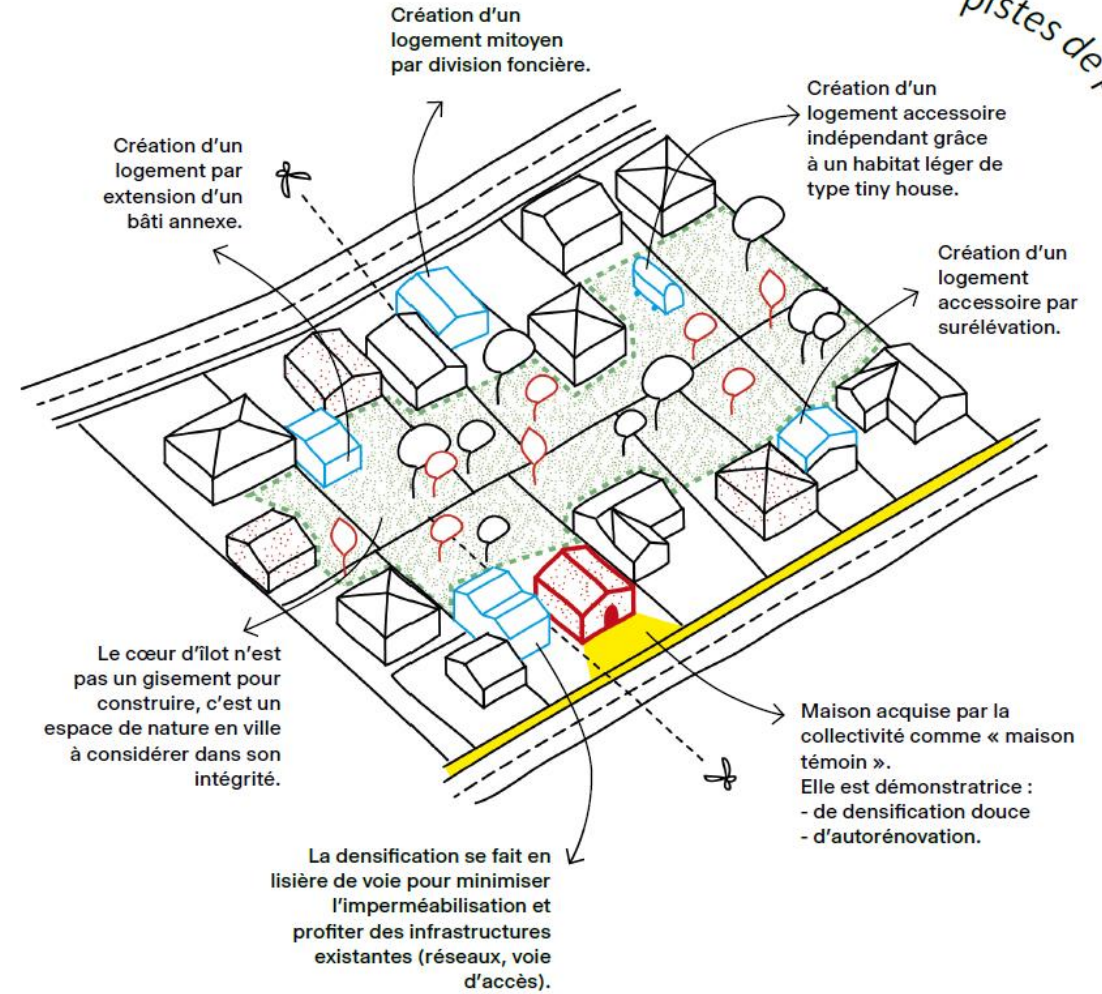 pistes de
Création d'un
logement mitoyen
par division foncière.
Création d'un
logement accessoire
indépendant grâce
à un habitat léger de
type tiny house.
Création d'un
logement par
extension d'un
bâti annexe.
Création d'un
logement
accessoire par
surélévation.
Le cœur d'îlot n'est
pas un gisement pour
construire, c'est un
espace de nature en ville
à considérer dans son
intégrité.
Maison acquise par la
collectivité comme « maison
témoin ».
Elle est démonstratrice :
- de densification douce
- d'autorénovation.
La densification se fait en
lisière de voie pour minimiser
l'imperméabilisation et
profiter des infrastructures
existantes (réseaux, voie
d'accès).